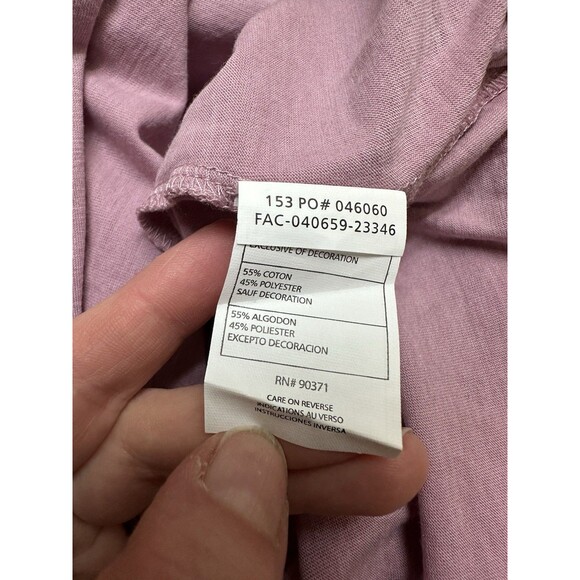 153 PO# 046060
FAC-040659-23346
EXCLUSIVE OF DECORATION
55% COTON
45% POLYESTER
SAUF DECORATION
55% ALGODON
45% POLIESTER
EXCEPTO DECORACION
RN# 90371
CARE ON REVERSE
INDICATIONS AU VERSO
INSTRUCCIONES INVERSA